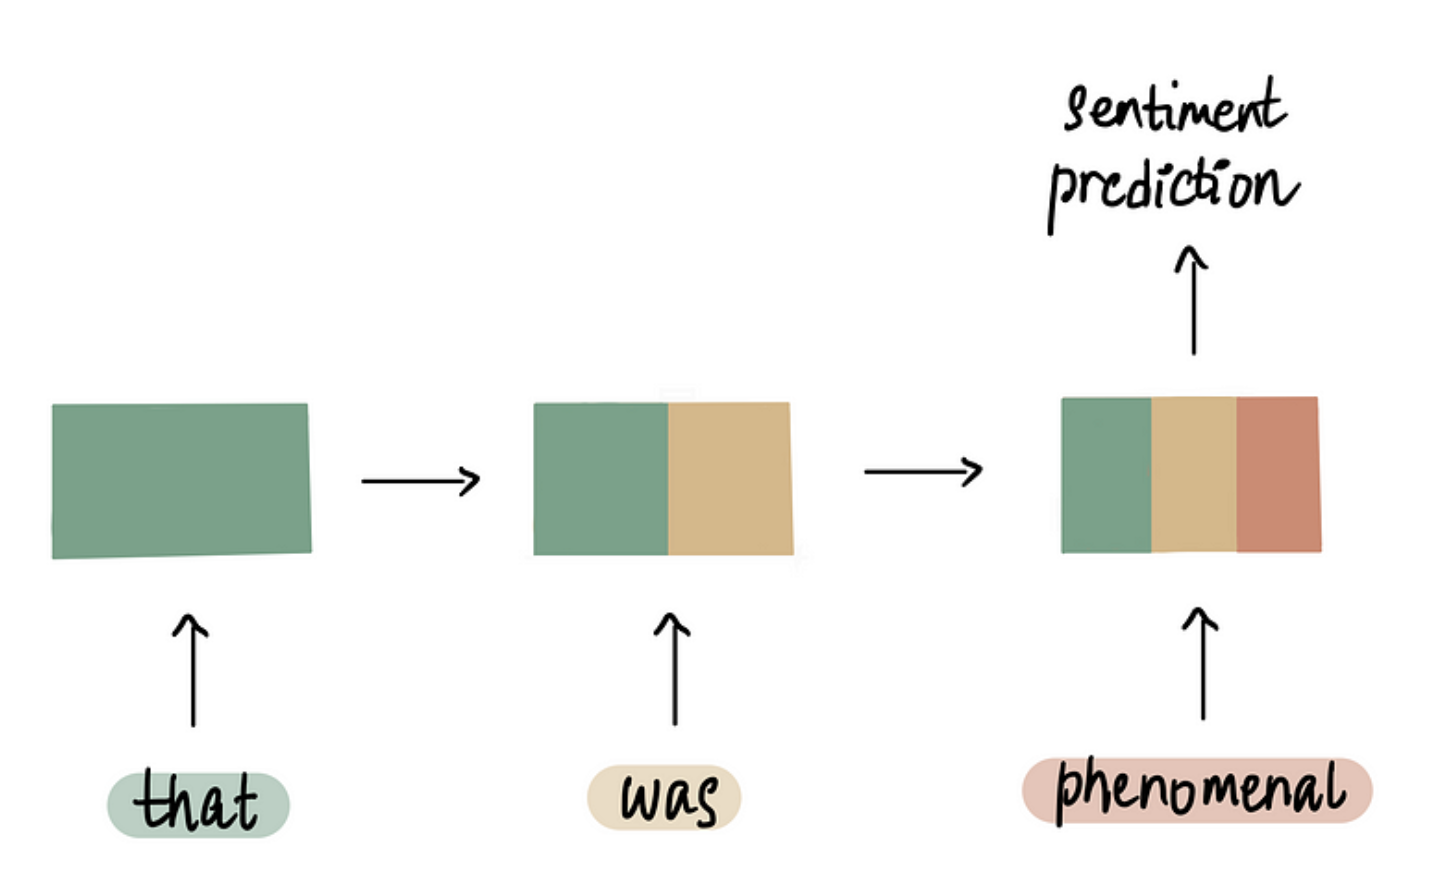 sentiment
prediction
that
was
phenomenal